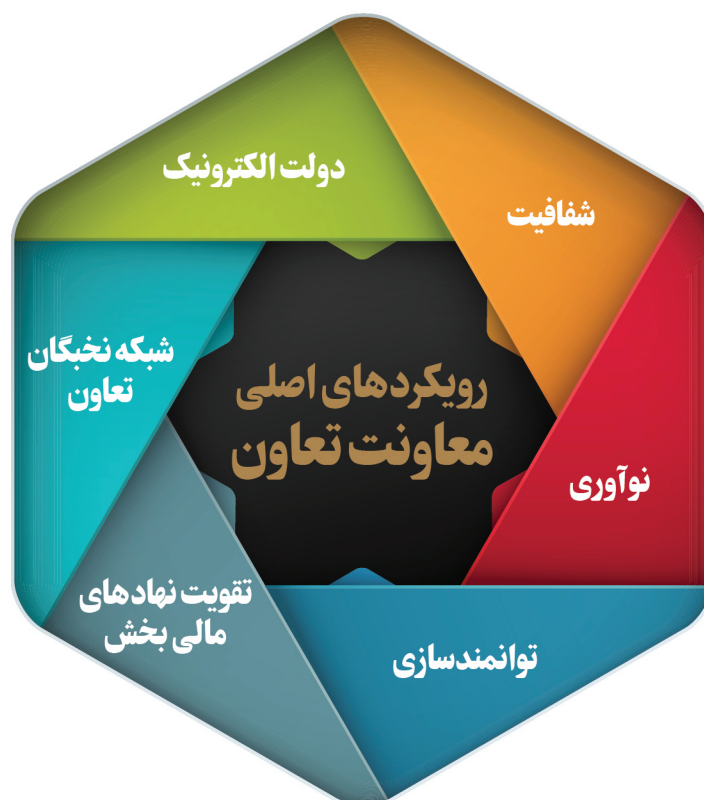 دولت الکترونیک
شفافیت
شبکه نخبگان
تعاون
رویکردهای اصلی
معاونت تعاون
نوآوری
تقویت نهادهای
مالی بخش
توانمندسازی